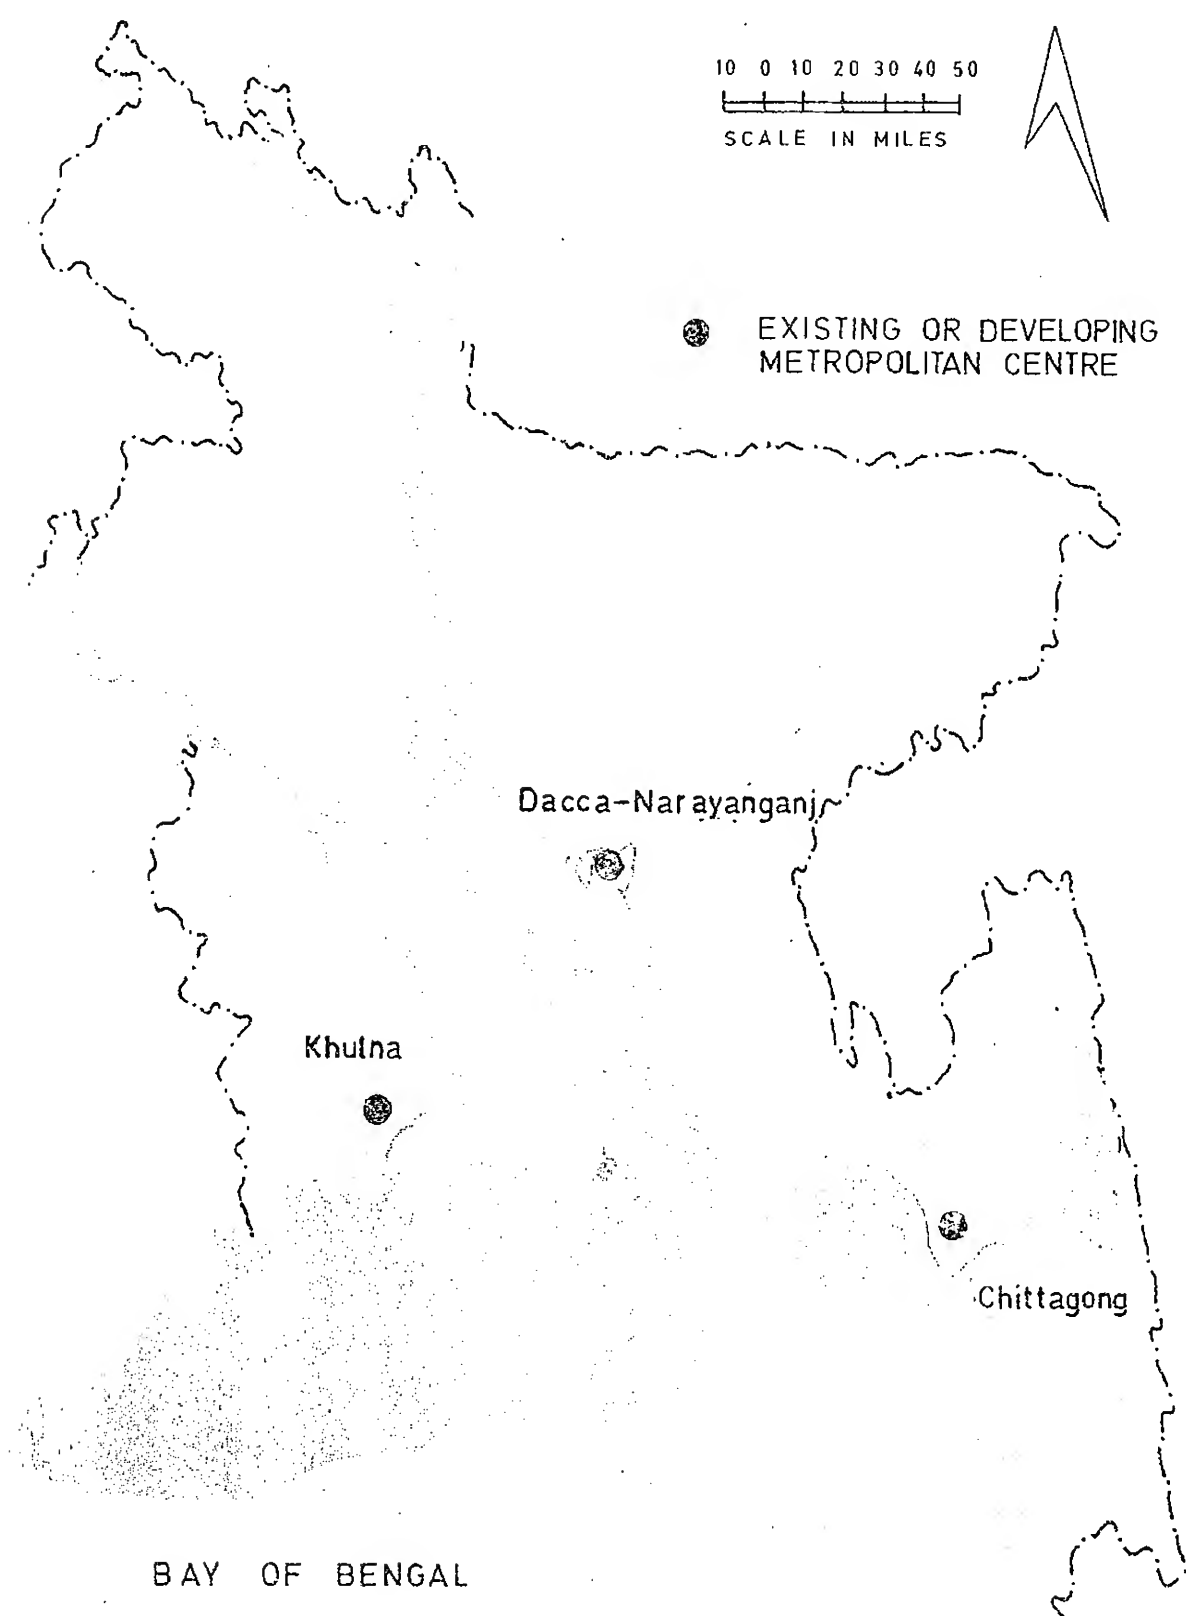 10 0 10 20 30 40 50
SCALE IN MILES
EXISTING OR DEVELOPING
METROPOLITAN CENTRE
Dacca-Narayanganj
Khulna
Chittagong
BAY OF BENGAL